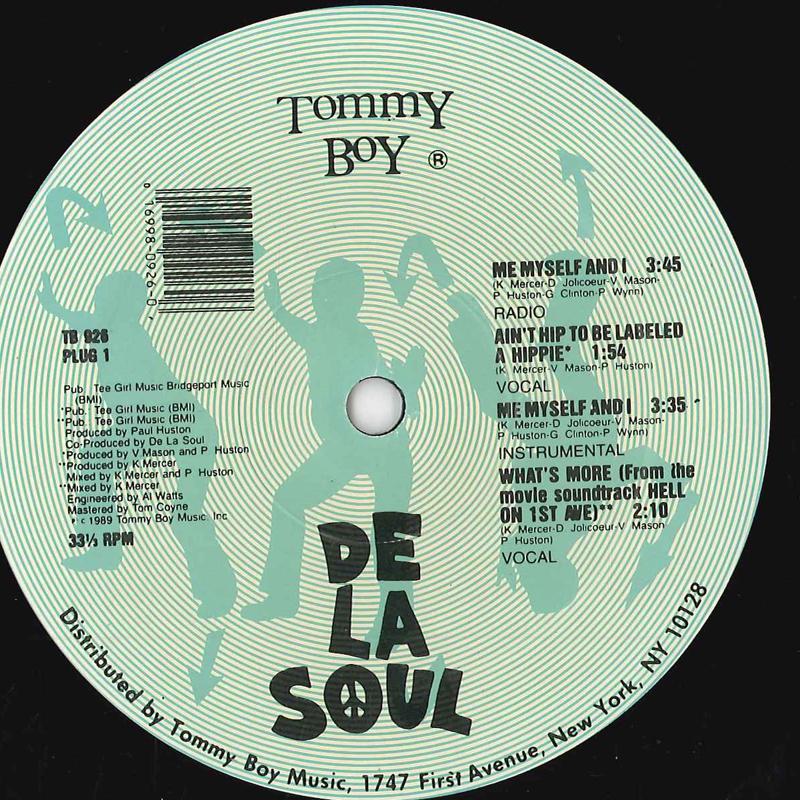 Tommy
Boy ®
0 16998-0926-0
TB 926
PLUG 1
Pub. Tee Girl Music Bridgeport Music
(BMI)
*Pub. Tee Girl Music (BMI)
**Pub. Tee Girl Music (BMI)
Produced by Paul Huston
Co-Produced by De La Soul
*Produced by V Mason and P Huston
**Produced by K Mercer
Mixed by K Mercer and P Huston
**Mixed by K Mercer
Engineered by Al Watts
Mastered by Tom Coyne
℗ © 1989 Tommy Boy Music, Inc
33⅓ RPM
ME MYSELF AND I 3:45
(K Mercer-D Jolicoeur-V Mason-
P Huston-G Clinton-P Wynn)
RADIO
AIN'T HIP TO BE LABELED
A HIPPIE* 1:54
(K Mercer-V Mason-P Huston)
VOCAL
ME MYSELF AND I 3:35
(K Mercer-D Jolicoeur-V Mason-
P Huston-G Clinton-P Wynn)
INSTRUMENTAL
WHAT'S MORE (From the
movie soundtrack HELL
ON 1ST AVE)** 2:10
(K Mercer-D Jolicoeur-V Mason
P Huston)
VOCAL
DE
LA
SOUL
Distributed by Tommy Boy Music, 1747 First Avenue, New York, NY 10128